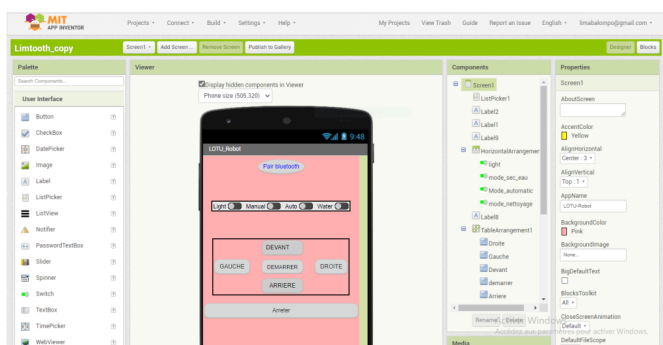 MIT
APP INVENTOR
Projects • Connect • Build • Settings • Help •
My Projects View Trash Guide Report an Issue English • limabalompo@gmail.com •
Limtooth_copy
Screen1 • Add Screen... Remove Screen Publish to Gallery
Designer Blocks
Palette
Search Components...
User Interface
Button
CheckBox
DatePicker
Image
Label
ListPicker
ListView
Notifier
PasswordTextBox
Slider
Spinner
Switch
TextBox
TimePicker
WebViewer
Viewer
Display hidden components in Viewer
Phone size (505,320)
9:48
LOTU_Robot
Pair bluetooth
Light Manual Auto Water
DEVANT
GAUCHE DEMARRER DROITE
ARRIERE
Arreter
Components
Screen1
ListPicker1
Label2
Label1
Label9
HorizontalArrangemer
light
mode_sec_eau
Mode_automatic
mode_nettoyage
Label8
TableArrangement1
Droite
Gauche
Devant
demarrer
Arriere
Rename Delete
Media
Properties
Screen1
AboutScreen
AccentColor
Yellow
AlignHorizontal
Center : 3 •
AlignVertical
Top : 1 •
AppName
LOTU-Robot
BackgroundColor
Pink
BackgroundImage
None...
BigDefaultText
BlocksToolkit
All •
CloseScreenAnimation
Default •
DefaultFileScope
Activer Windows
Accédez aux paramètres pour activer Windows.